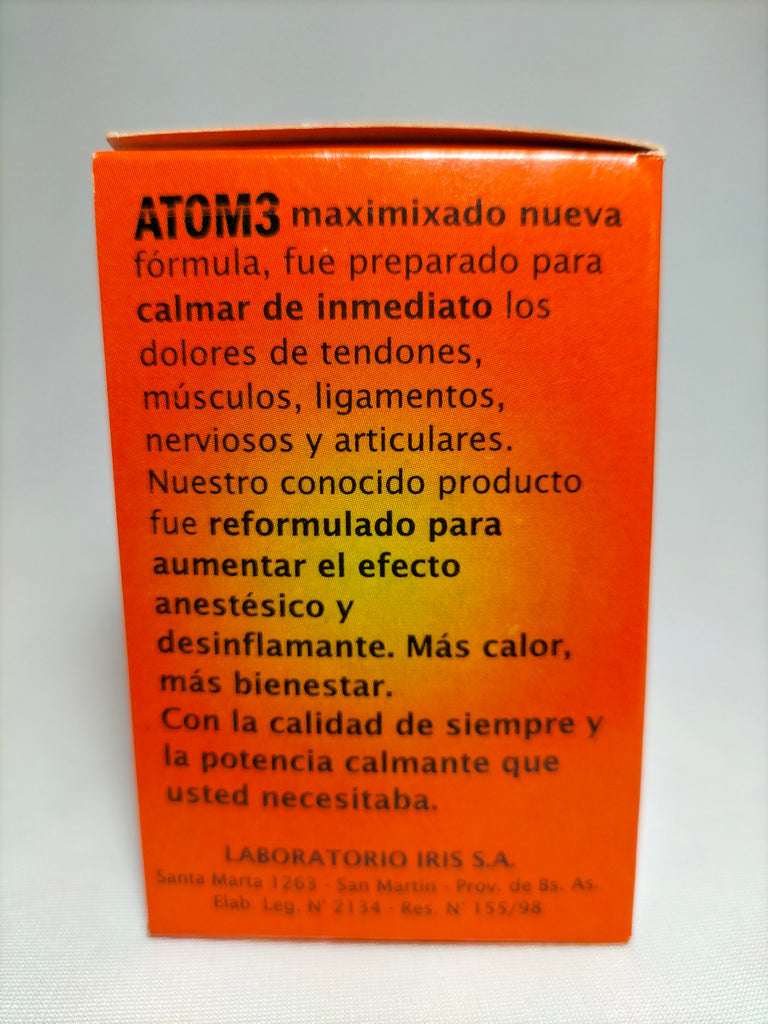 ATOM3 maximixado nueva
fórmula, fue preparado para
calmar de inmediato los
dolores de tendones,
músculos, ligamentos,
nerviosos y articulares.
Nuestro conocido producto
fue reformulado para
aumentar el efecto
anestésico y
desinflamante. Más calor,
más bienestar.
Con la calidad de siempre y
la potencia calmante que
usted necesitaba.
LABORATORIO IRIS S.A.
Santa Marta 1263 - San Martín - Prov. de Bs. As.
Elab. Leg. N° 2134 - Res. N° 155/98